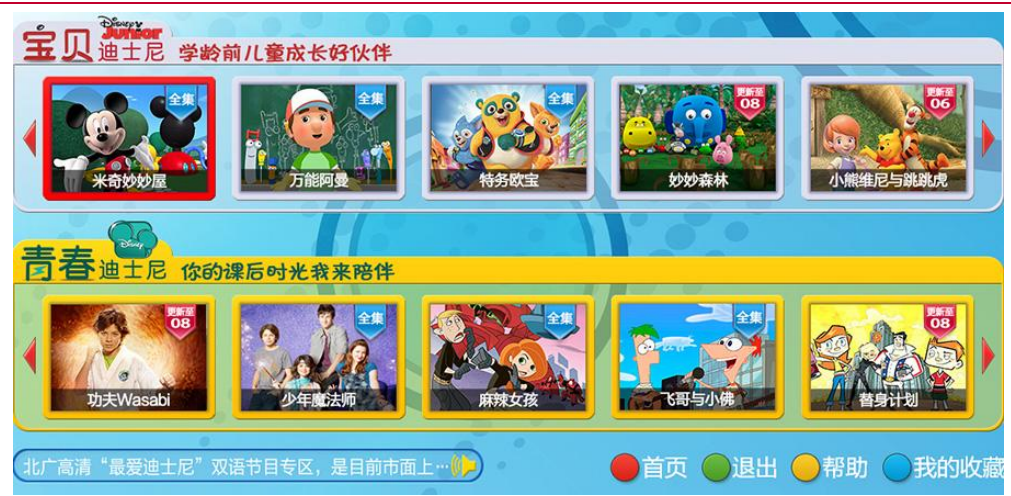 Disney
Junior
宝贝迪士尼 学龄前儿童成长好伙伴
全集
全集
全集
更新至
08
更新至
06
米奇妙妙屋
万能阿曼
特务欧宝
妙妙森林
小熊维尼与跳跳虎
Disney
青春迪士尼 你的课后时光我来陪伴
更新至
08
全集
全集
全集
更新至
08
功夫Wasabi
少年魔法师
麻辣女孩
飞哥与小佛
替身计划
北广高清“最爱迪士尼”双语节目专区，是目前市面上…
首页 退出 帮助 我的收藏